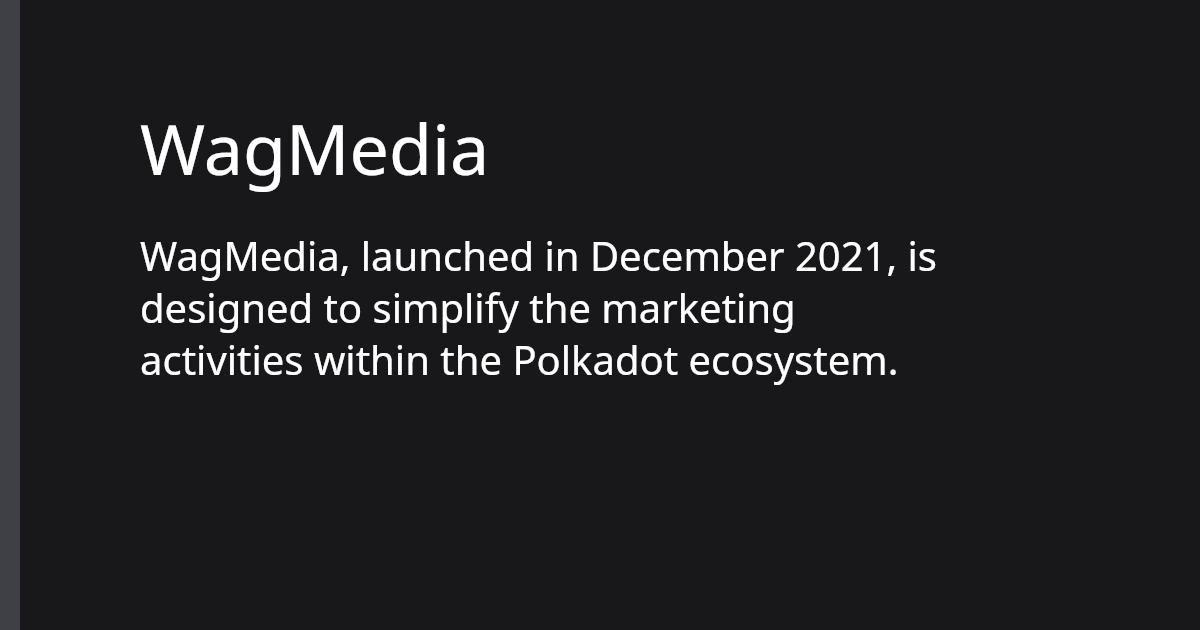 WagMedia
WagMedia, launched in December 2021, is
designed to simplify the marketing
activities within the Polkadot ecosystem.